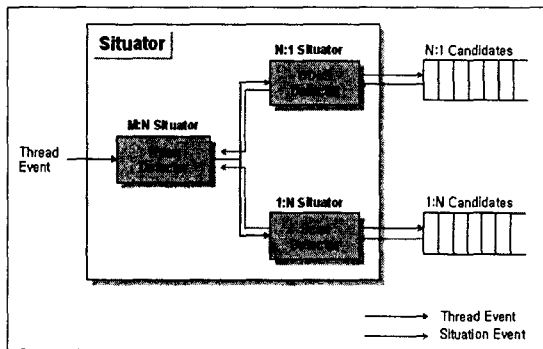 Situator
N:1 Situator
N:1 Candidates
M:N Situator
Thread
Event
1:N Situator
1:N Candidates
Thread Event
Situation Event